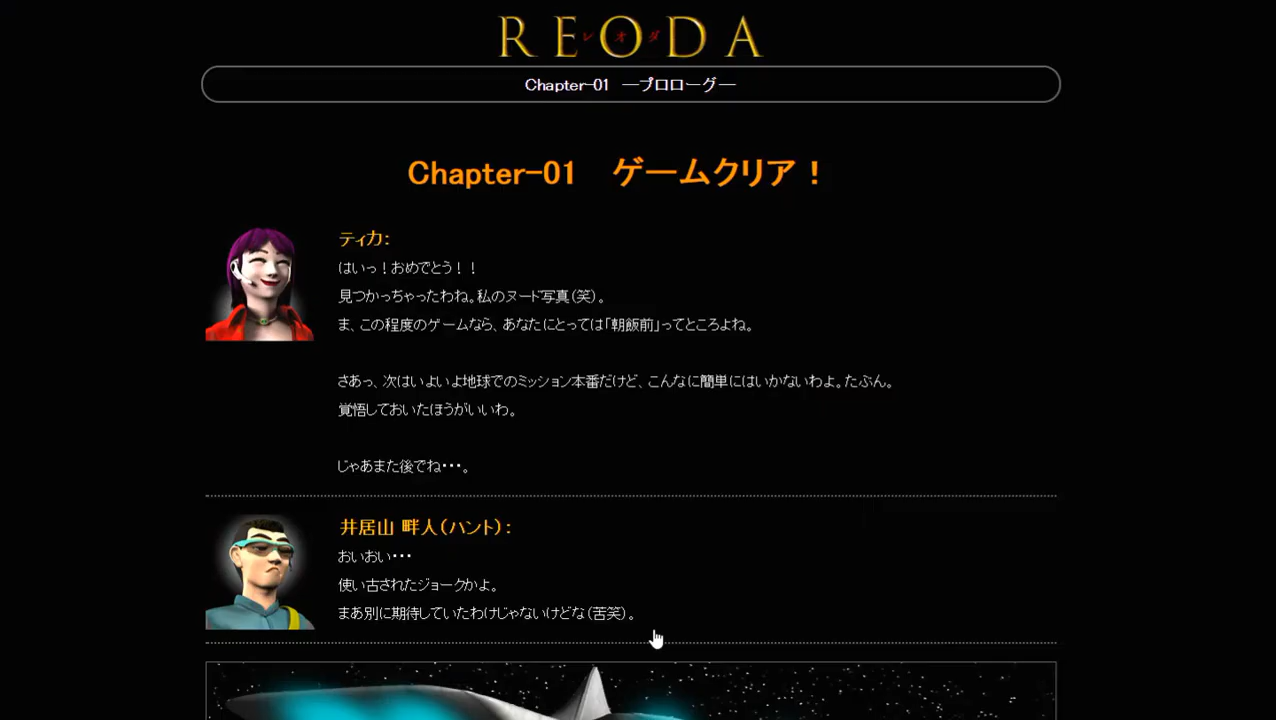 REODA
レオダ
Chapter-01　―プロローグ―
Chapter-01　ゲームクリア！
ティカ：
はいっ！おめでとう！！
見つかっちゃったわね。私のヌード写真（笑）。
ま、この程度のゲームなら、あなたにとっては「朝飯前」ってところよね。
さあっ、次はいよいよ地球でのミッション本番だけど、こんなに簡単にはいかないわよ。たぶん。
覚悟しておいたほうがいいわ。
じゃあまた後でね・・・。
井居山 畔人（ハント）：
おいおい・・・
使い古されたジョークかよ。
まあ別に期待していたわけじゃないけどな（苦笑）。